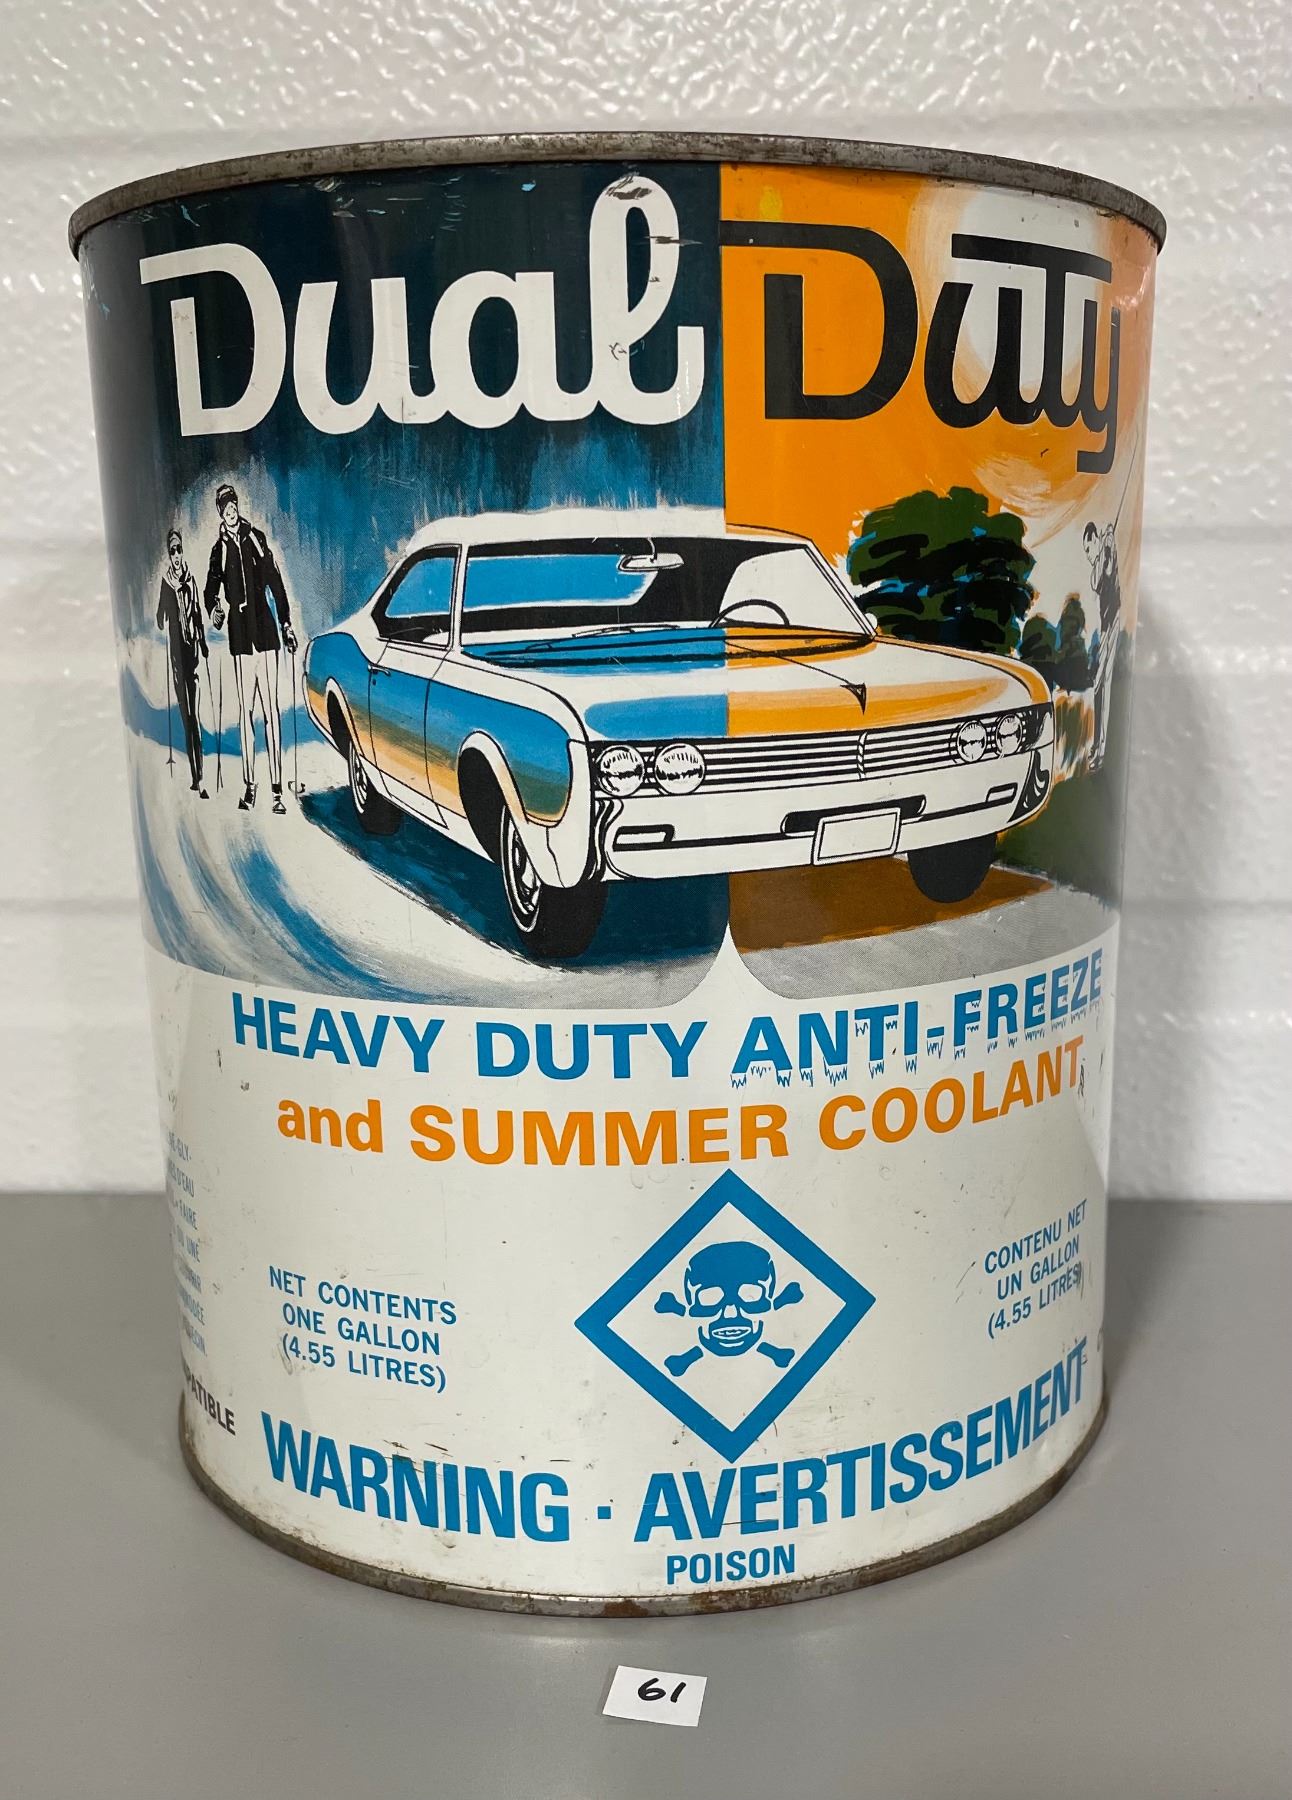 Dual Duty
HEAVY DUTY ANTI-FREEZE
and SUMMER COOLANT
NET CONTENTS
ONE GALLON
(4.55 LITRES)
CONTENU NET
UN GALLON
(4.55 LITRES)
WARNING · AVERTISSEMENT
POISON
61